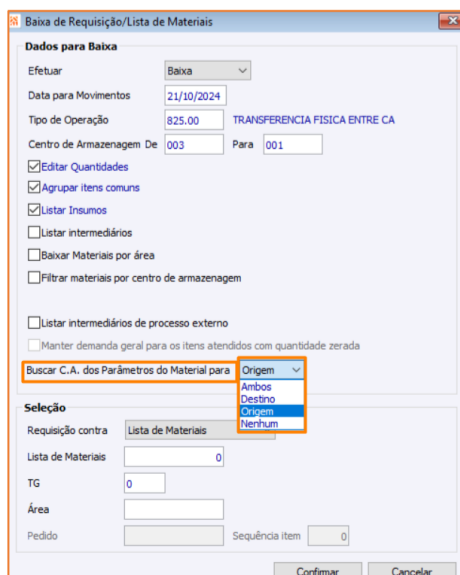 Baixa de Requisição/Lista de Materiais
Dados para Baixa
Efetuar Baixa
Data para Movimentos 21/10/2024
Tipo de Operação 825.00 TRANSFERENCIA FISICA ENTRE CA
Centro de Armazenagem De 003 Para 001
Editar Quantidades
Agrupar itens comuns
Listar Insumos
Listar intermediários
Baixar Materiais por área
Filtrar materiais por centro de armazenagem
Listar intermediários de processo externo
Manter demanda geral para os itens atendidos com quantidade zerada
Buscar C.A. dos Parâmetros do Material para Origem
Ambos
Destino
Origem
Nenhum
Seleção
Requisição contra Lista de Materiais
Lista de Materiais 0
TG 0
Área
Pedido Sequência item 0
Confirmar Cancelar